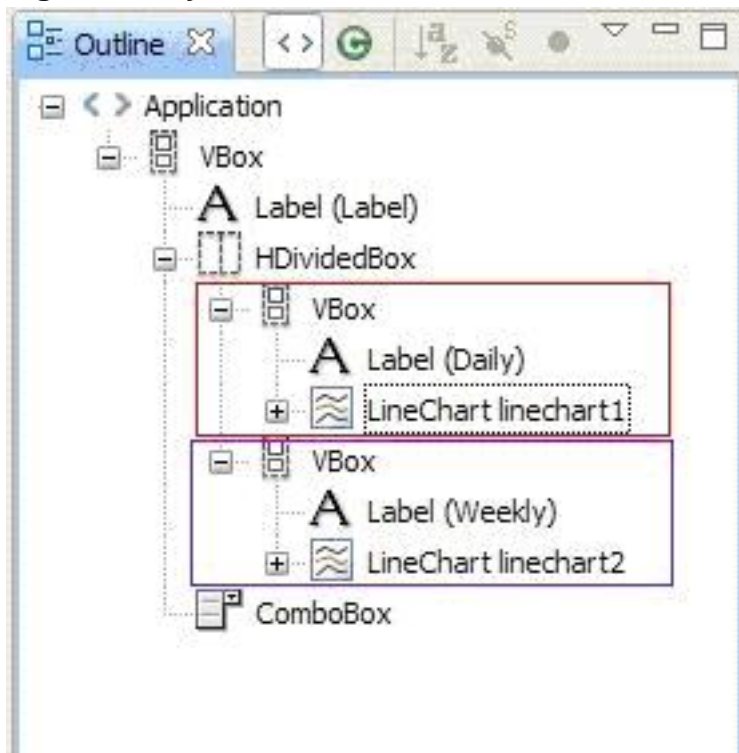 Outline
Application
VBox
Label (Label)
HDividedBox
VBox
Label (Daily)
LineChart linechart1
VBox
Label (Weekly)
LineChart linechart2
ComboBox